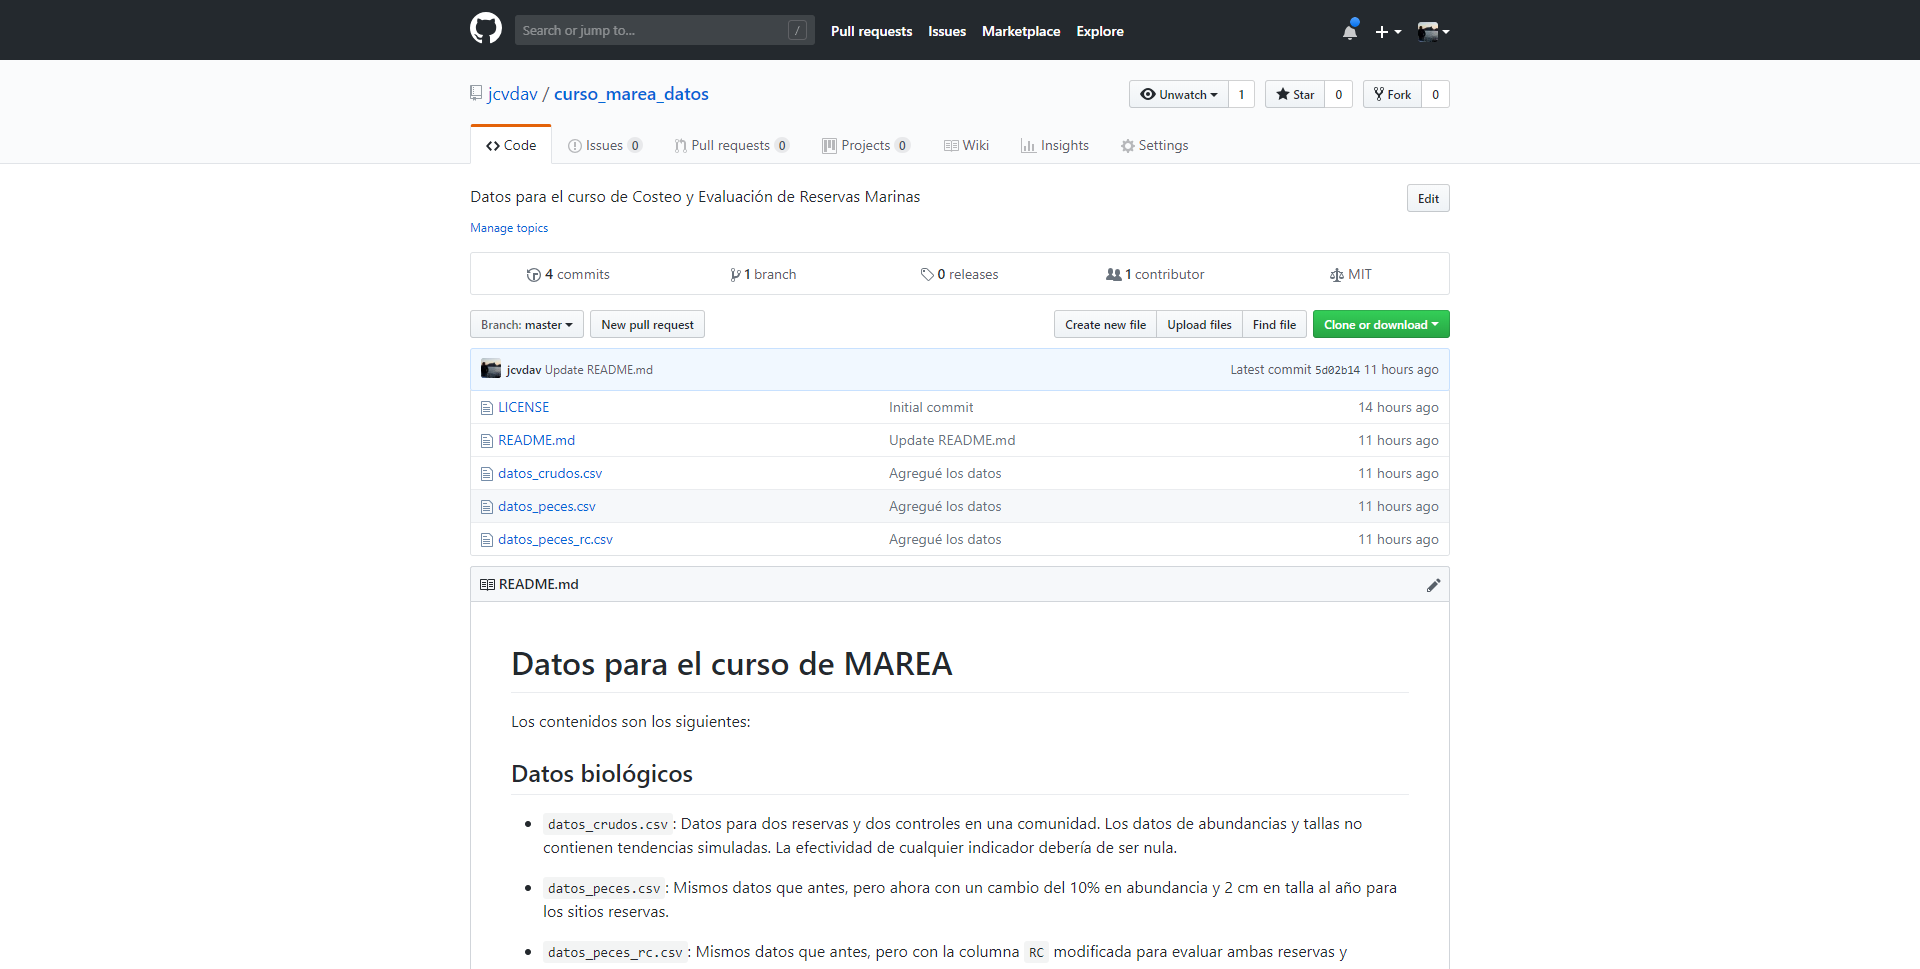 Search or jump to... /
Pull requests Issues Marketplace Explore
jcvdav / curso_marea_datos
Unwatch 1 Star 0 Fork 0
Code Issues 0 Pull requests 0 Projects 0 Wiki Insights Settings
Datos para el curso de Costeo y Evaluación de Reservas Marinas
Edit
Manage topics
4 commits 1 branch 0 releases 1 contributor MIT
Branch: master New pull request Create new file Upload files Find file Clone or download
jcvdav Update README.md Latest commit 5d02b14 11 hours ago
LICENSE Initial commit 14 hours ago
README.md Update README.md 11 hours ago
datos_crudos.csv Agregué los datos 11 hours ago
datos_peces.csv Agregué los datos 11 hours ago
datos_peces_rc.csv Agregué los datos 11 hours ago
README.md
Datos para el curso de MAREA
Los contenidos son los siguientes:
Datos biológicos
datos_crudos.csv : Datos para dos reservas y dos controles en una comunidad. Los datos de abundancias y tallas no
contienen tendencias simuladas. La efectividad de cualquier indicador debería de ser nula.
datos_peces.csv : Mismos datos que antes, pero ahora con un cambio del 10% en abundancia y 2 cm en talla al año para
los sitios reservas.
datos_peces_rc.csv : Mismos datos que antes, pero con la columna RC modificada para evaluar ambas reservas y